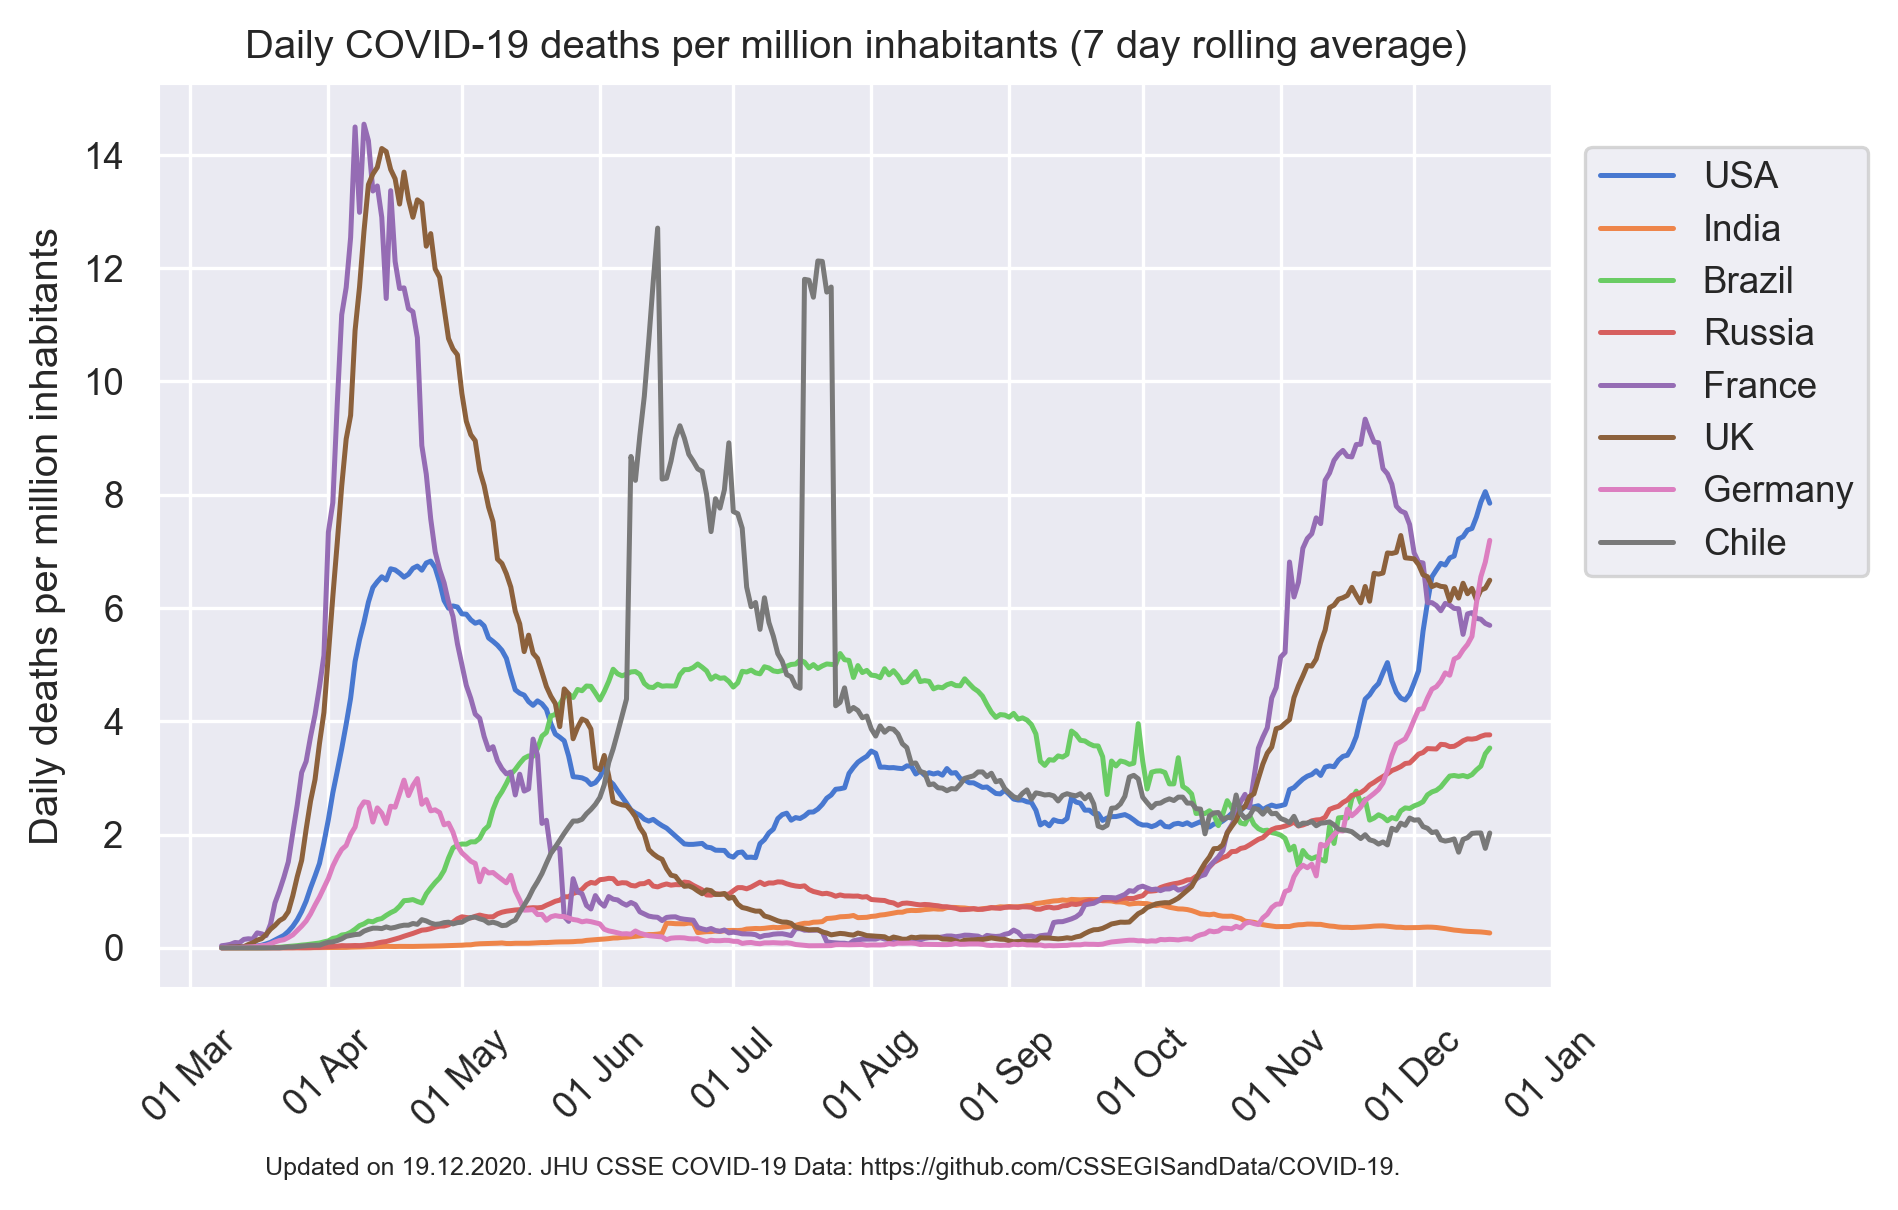 Daily COVID-19 deaths per million inhabitants (7 day rolling average)
Daily deaths per million inhabitants
14
12
10
8
6
4
2
0
01 Mar
01 Apr
01 May
01 Jun
01 Jul
01 Aug
01 Sep
01 Oct
01 Nov
01 Dec
01 Jan
USA
India
Brazil
Russia
France
UK
Germany
Chile
Updated on 19.12.2020. JHU CSSE COVID-19 Data: https://github.com/CSSEGISandData/COVID-19.